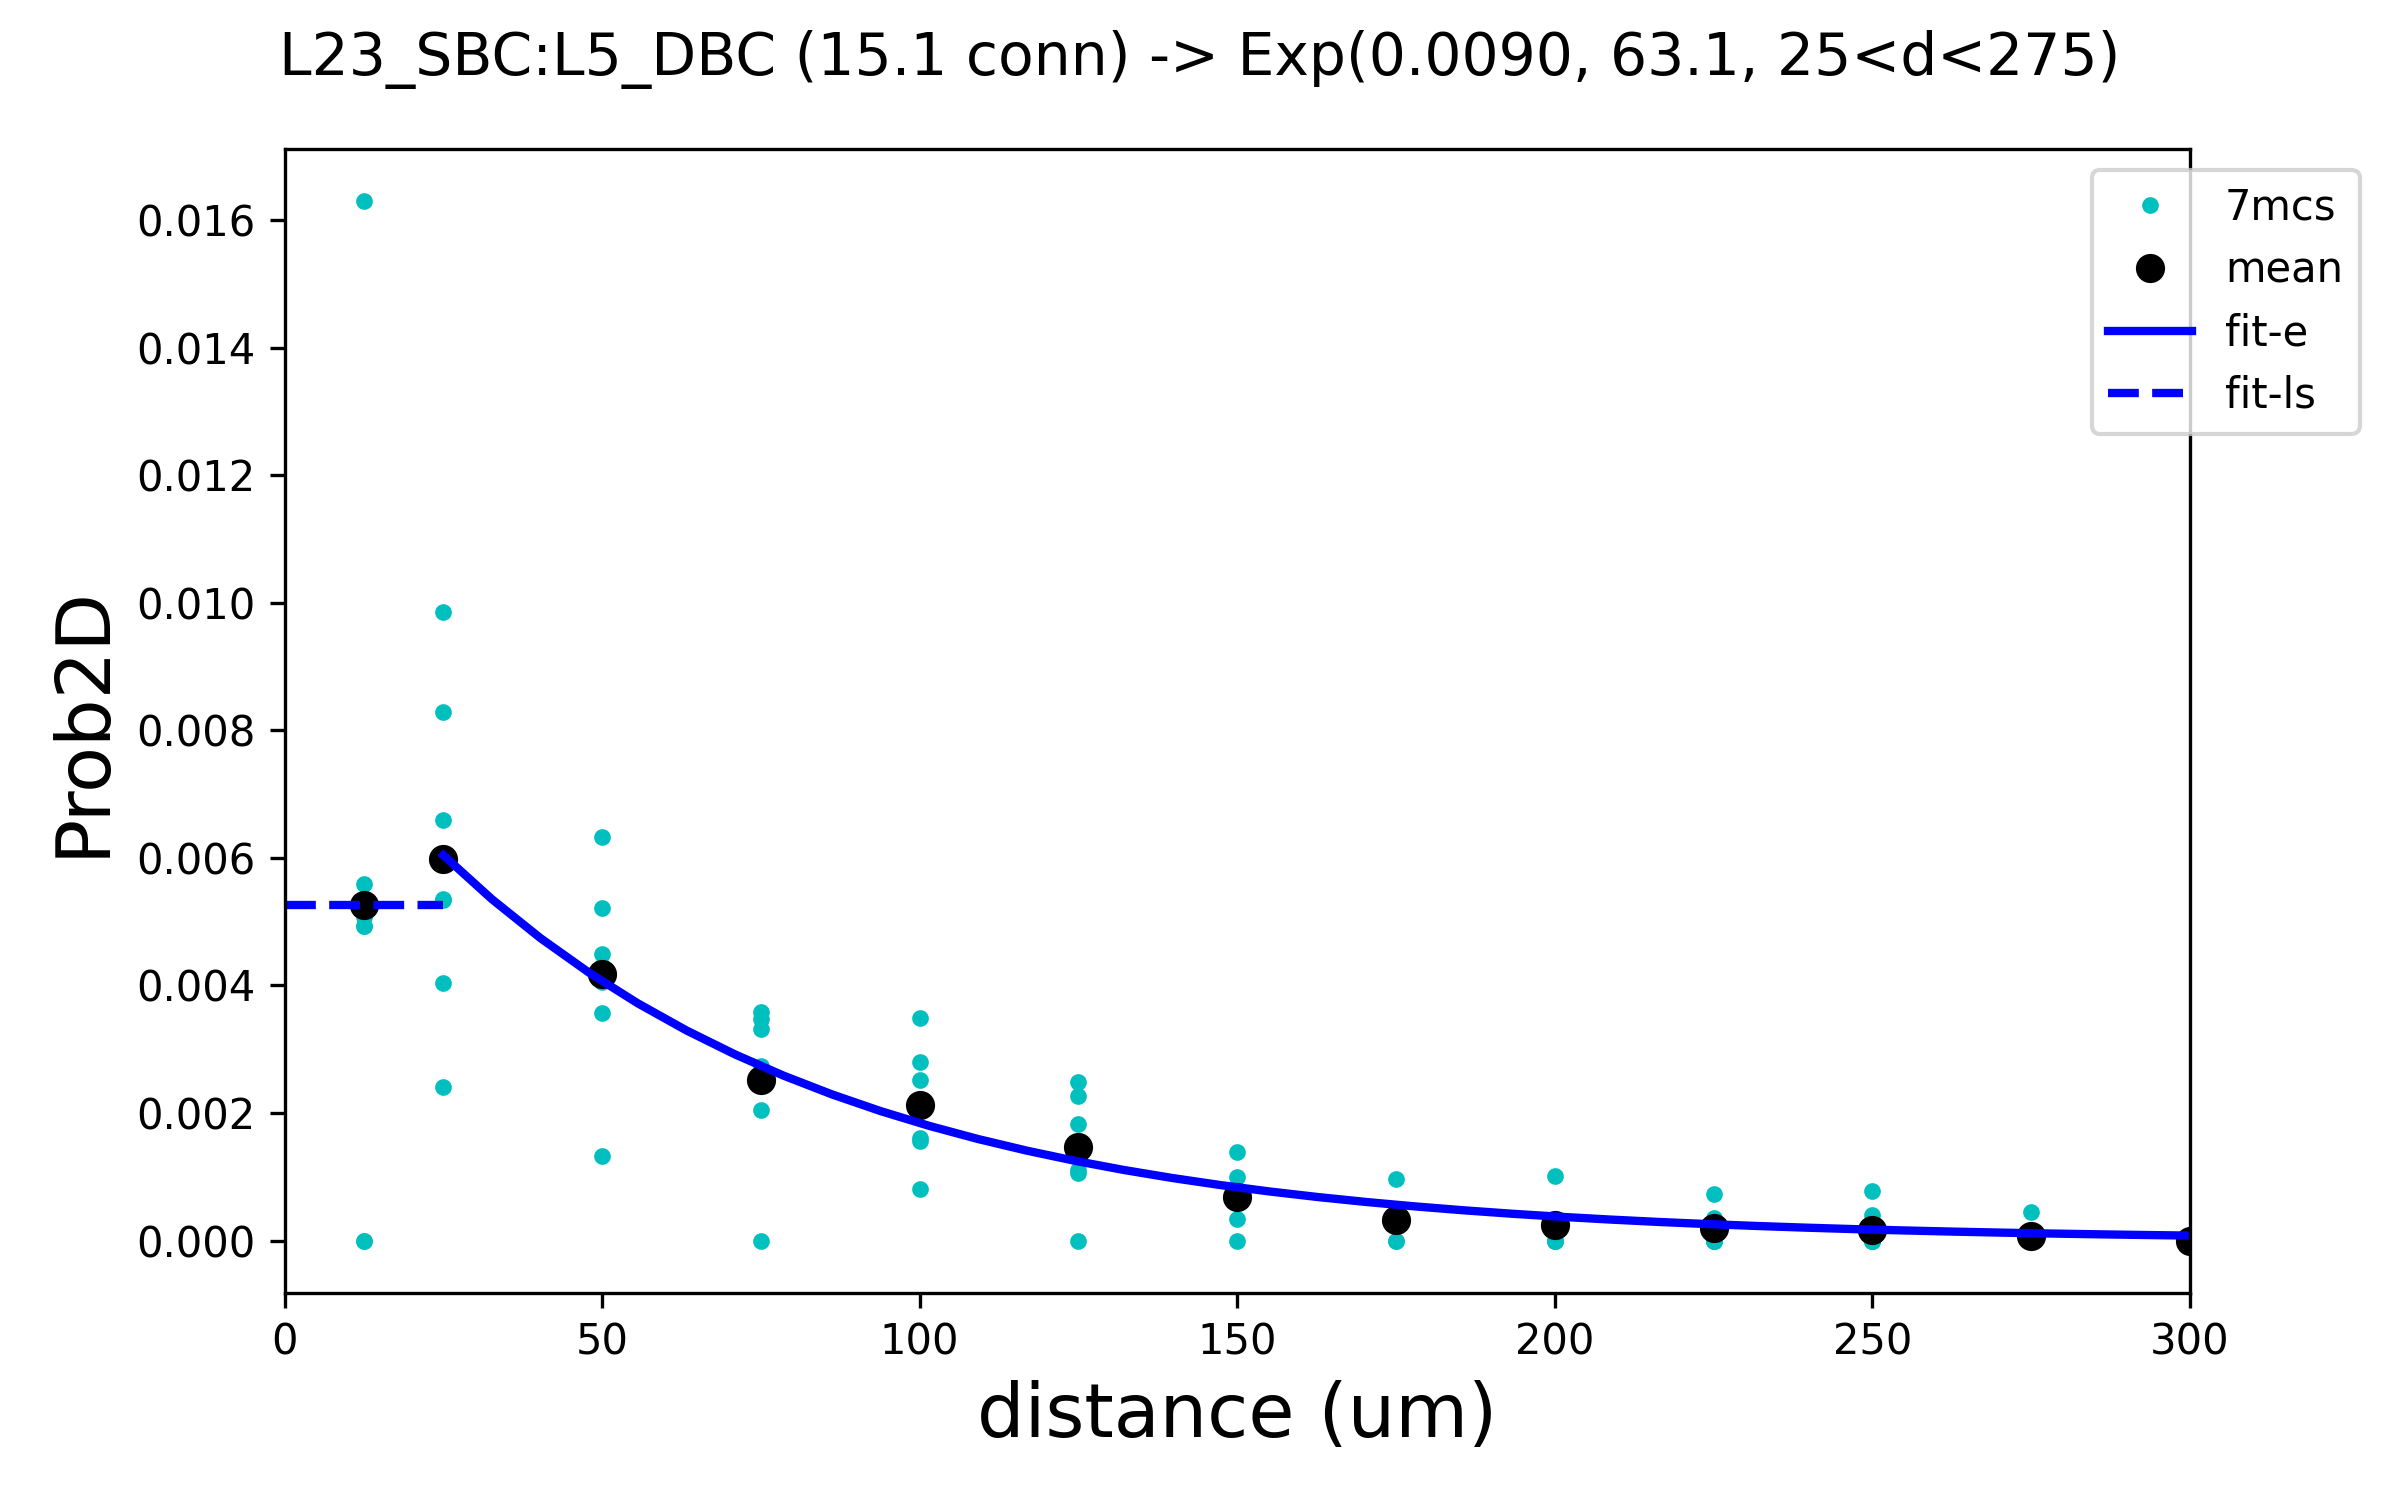 L23_SBC:L5_DBC (15.1 conn) -> Exp(0.0090, 63.1, 25<d<275)
7mcs
mean
fit-e
fit-ls
0.016
0.014
0.012
0.010
0.008
0.006
0.004
0.002
0.000
Prob2D
0 50 100 150 200 250 300
distance (um)